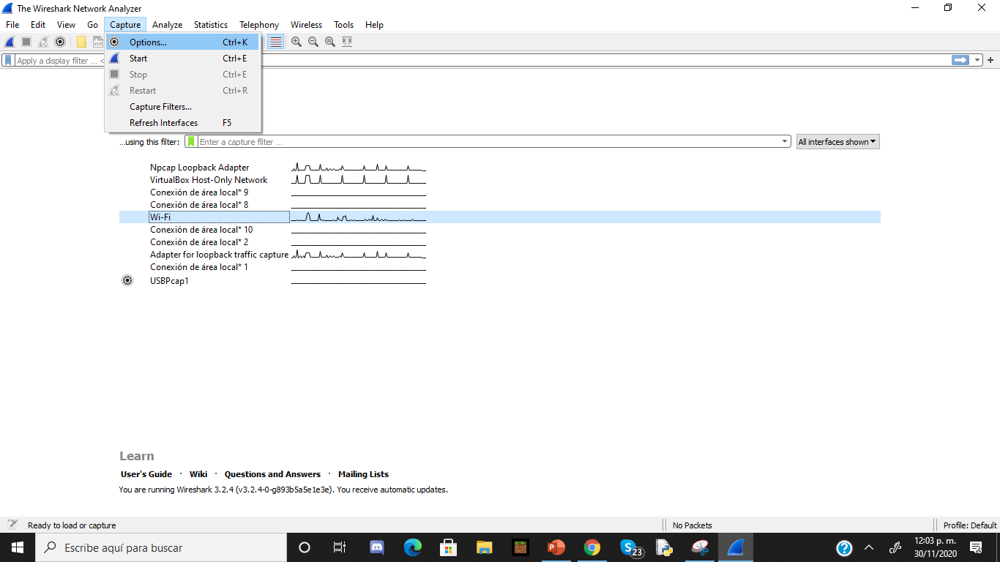 The Wireshark Network Analyzer
File Edit View Go Capture Analyze Statistics Telephony Wireless Tools Help
Options... Ctrl+K
Apply a display filter ... <
Start Ctrl+E
Stop Ctrl+E
Restart Ctrl+R
Capture Filters...
Refresh Interfaces F5
...using this filter: Enter a capture filter ... All interfaces shown
Npcap Loopback Adapter
VirtualBox Host-Only Network
Conexión de área local* 9
Conexión de área local* 8
Wi-Fi
Conexión de área local* 10
Conexión de área local* 2
Adapter for loopback traffic capture
Conexión de área local* 1
USBPcap1
Learn
User's Guide · Wiki · Questions and Answers · Mailing Lists
You are running Wireshark 3.2.4 (v3.2.4-0-g893b5a5e1e3e). You receive automatic updates.
Ready to load or capture No Packets Profile: Default
Escribe aquí para buscar 23 12:03 p. m.
30/11/2020